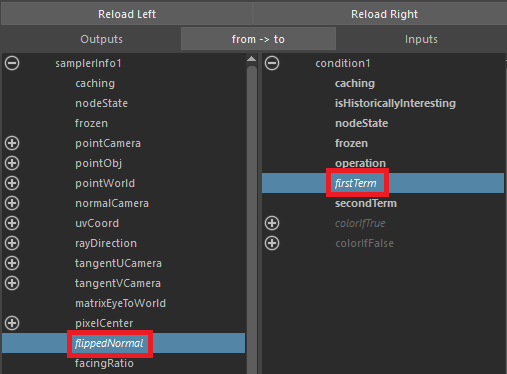 Reload Left
Reload Right
Outputs
from -> to
Inputs
samplerInfo1
caching
nodeState
frozen
pointCamera
pointObj
pointWorld
normalCamera
uvCoord
rayDirection
tangentUCamera
tangentVCamera
matrixEyeToWorld
pixelCenter
flippedNormal
facingRatio
condition1
caching
isHistoricallyInteresting
nodeState
frozen
operation
firstTerm
secondTerm
colorIfTrue
colorIfFalse